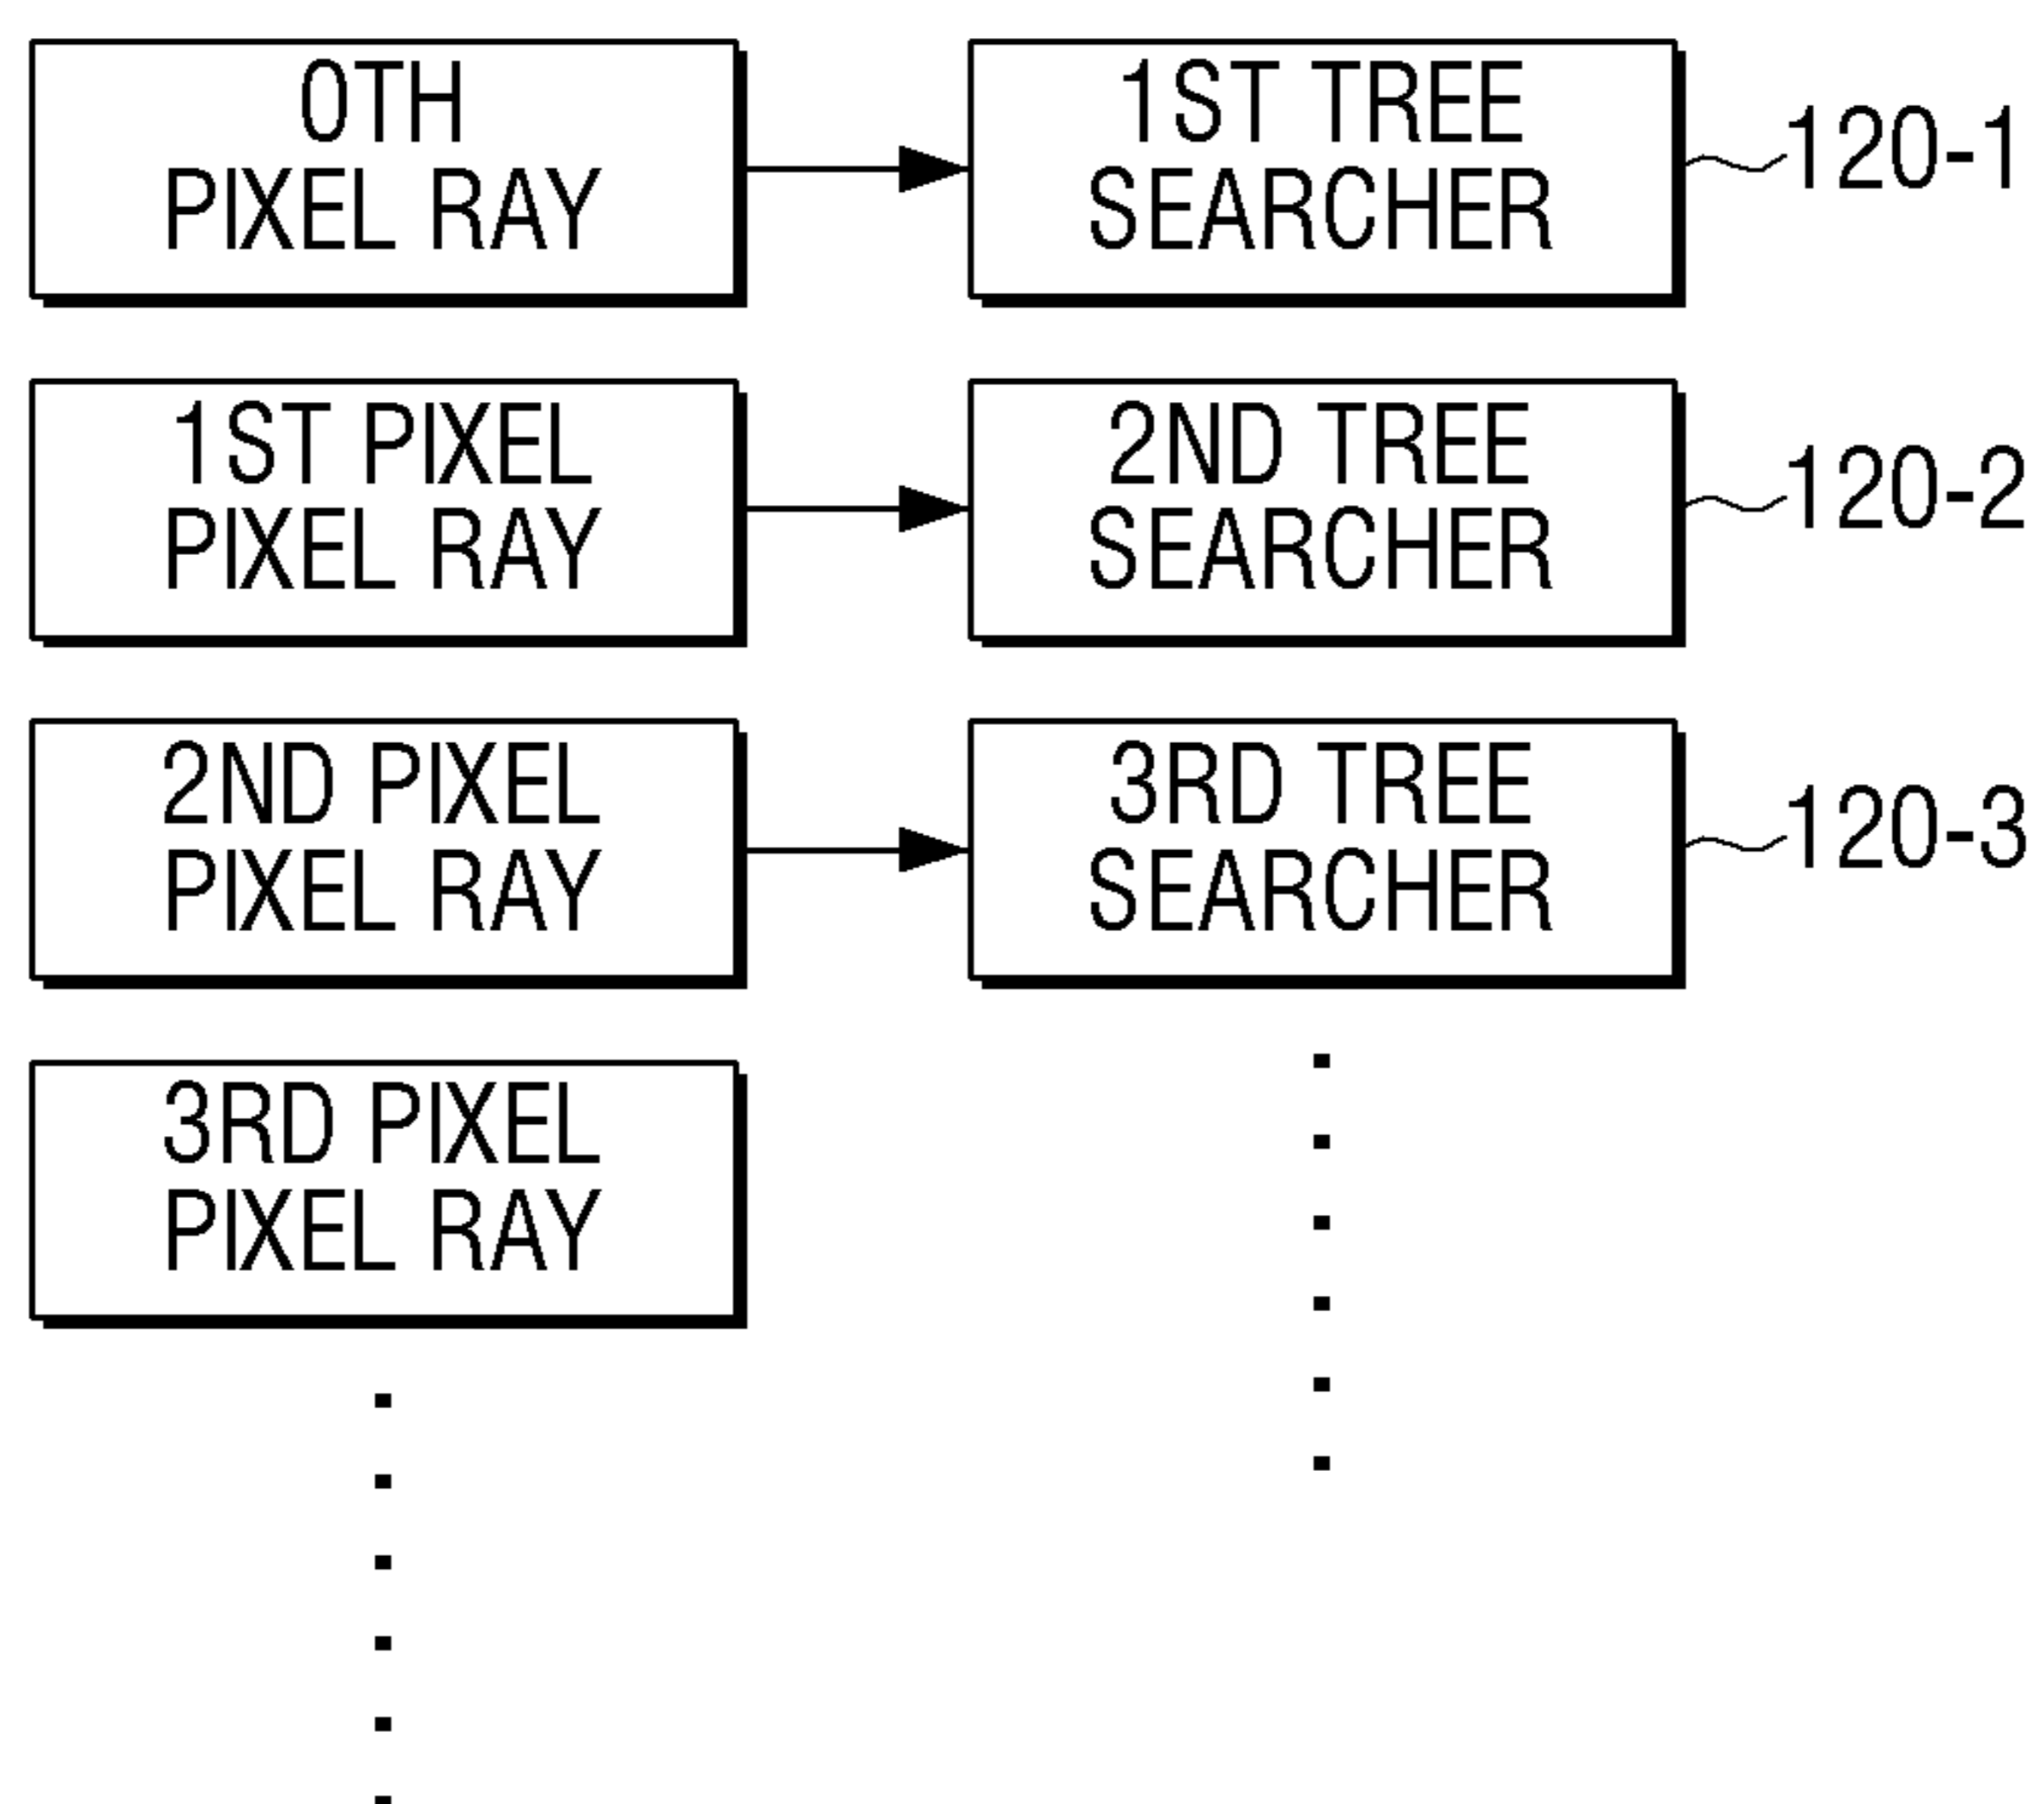 0TH
PIXEL RAY
1ST TREE
SEARCHER
120-1
1ST PIXEL
PIXEL RAY
2ND TREE
SEARCHER
120-2
2ND PIXEL
PIXEL RAY
3RD TREE
SEARCHER
120-3
3RD PIXEL
PIXEL RAY